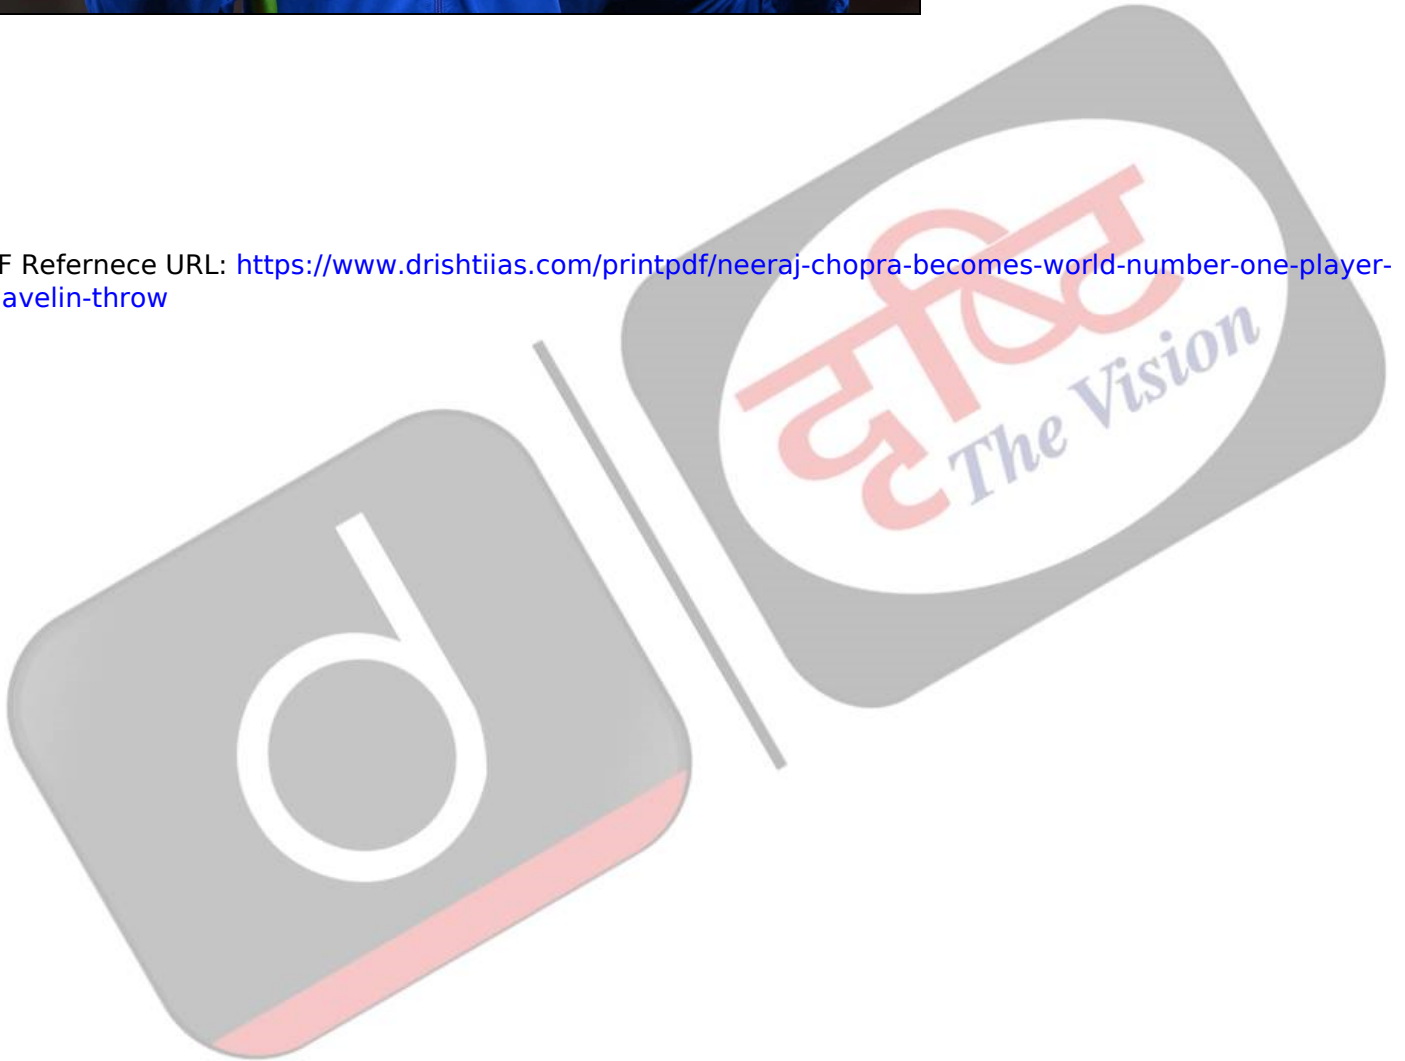 F Refernece URL: https://www.drishtiias.com/printpdf/neeraj-chopra-becomes-world-number-one-player-
avelin-throw
दृष्टि
The Vision
d